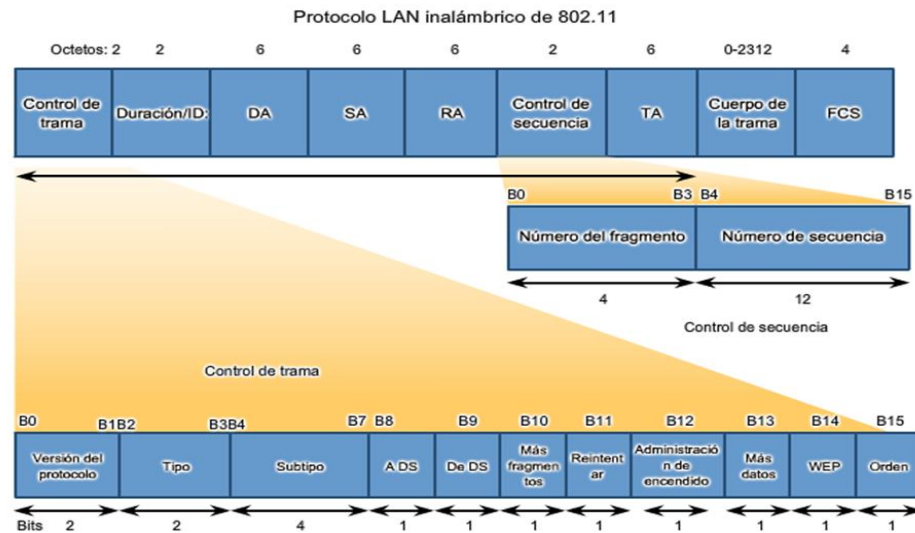 Protocolo LAN inalámbrico de 802.11
Octetos: 2 2 6 6 6 2 6 0-2312 4
Control de trama
Duración/ID:
DA
SA
RA
Control de secuencia
TA
Cuerpo de la trama
FCS
B0 B3 B4 B15
Número del fragmento
Número de secuencia
4 12
Control de secuencia
Control de trama
B0 B1B2 B3B4 B7 B8 B9 B10 B11 B12 B13 B14 B15
Versión del protocolo
Tipo
Subtipo
A DS
De DS
Más fragmen tos
Reintent ar
Administració n de encendido
Más datos
WEP
Orden
Bits 2 2 4 1 1 1 1 1 1 1 1